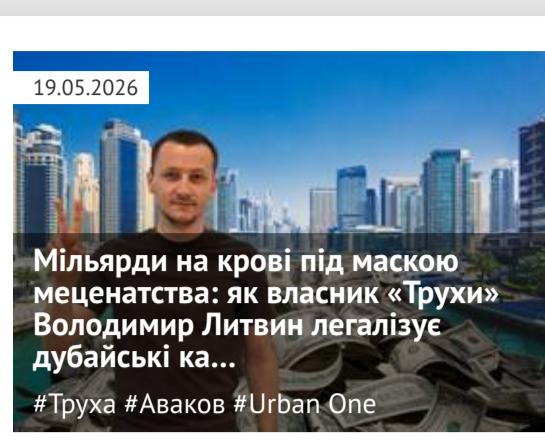 19.05.2026
Мільярди на крові під маскою
меценатства: як власник «Трухи»
Володимир Литвин легалізує
дубайські ка...
#Труха #Аваков #Urban One